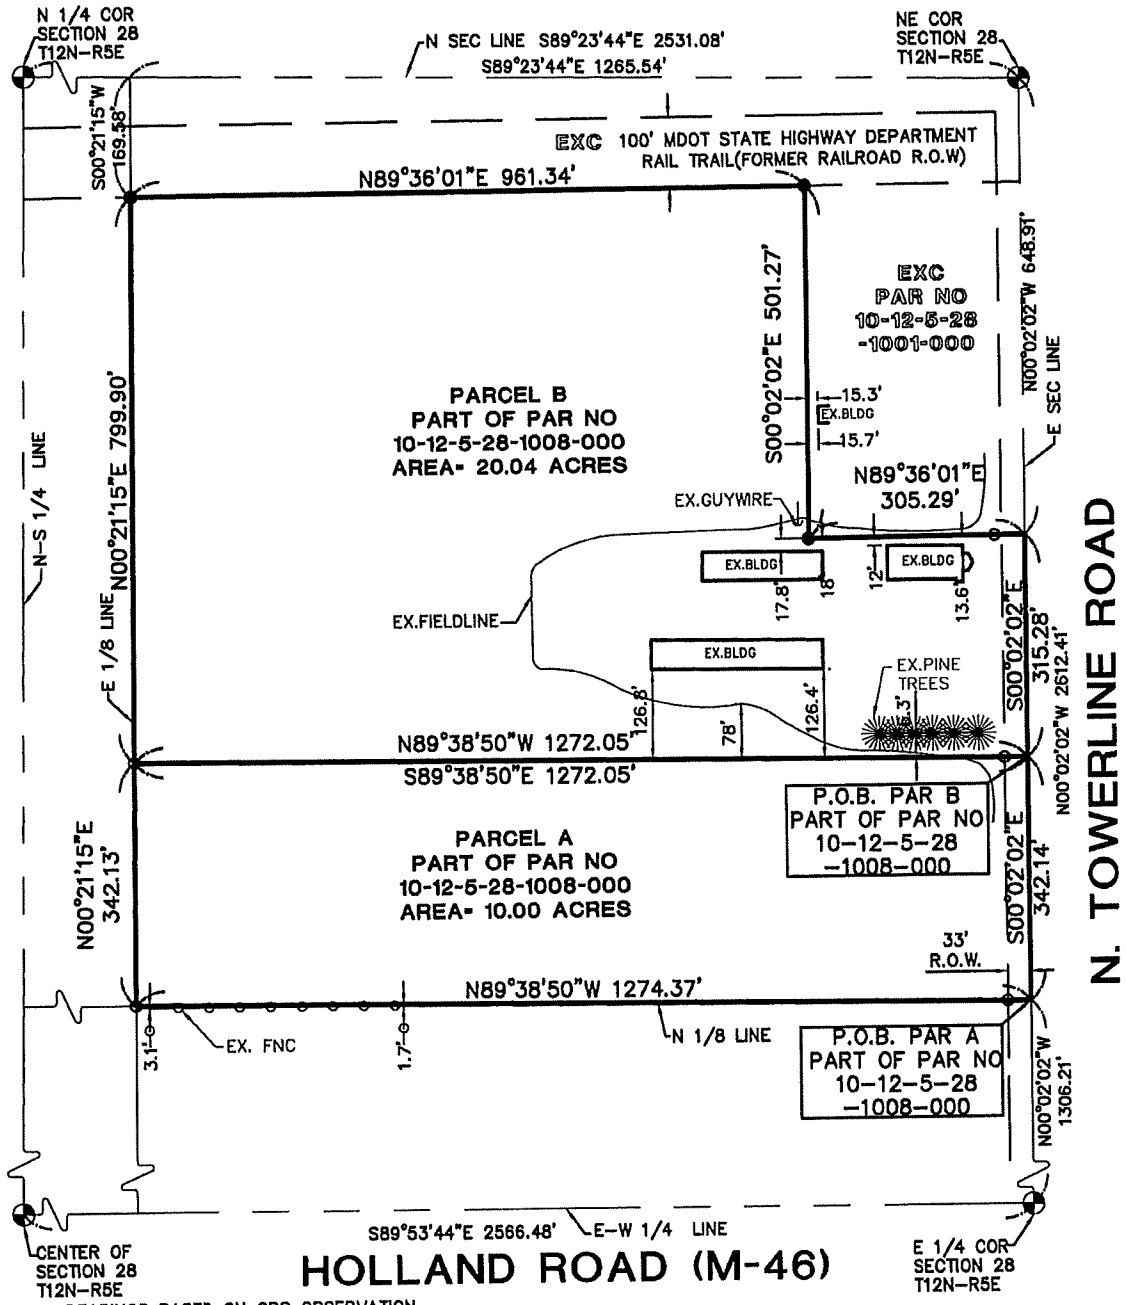 N 1/4 COR
SECTION 28
T12N-R5E
NE COR
SECTION 28
T12N-R5E
N SEC LINE S89°23'44"E 2531.08'
S89°23'44"E 1265.54'
S00°21'15"W
169.58'
EXC 100' MDOT STATE HIGHWAY DEPARTMENT
RAIL TRAIL(FORMER RAILROAD R.O.W)
N89°36'01"E 961.34'
S00°02'02"E 501.27'
EXC
PAR NO
10-12-5-28
-1001-000
N00°02'02"W 648.91'
E SEC LINE
15.3'
EX.BLDG
15.7'
PARCEL B
PART OF PAR NO
10-12-5-28-1008-000
AREA= 20.04 ACRES
N00°21'15"E 799.90'
N-S 1/4 LINE
E 1/8 LINE
N89°36'01"E
305.29'
EX.GUYWIRE
EX.BLDG
17.8'
18'
EX.BLDG
12'
13.6'
EX.FIELDLINE
EX.BLDG
126.8'
78'
126.4'
EX.PINE
TREES
S00°02'02"E
315.28'
N00°02'02"W 2612.41'
N. TOWERLINE ROAD
N89°38'50"W 1272.05'
S89°38'50"E 1272.05'
P.O.B. PAR B
PART OF PAR NO
10-12-5-28
-1008-000
PARCEL A
PART OF PAR NO
10-12-5-28-1008-000
AREA= 10.00 ACRES
N00°21'15"E
342.13'
S00°02'02"E
342.14'
33'
R.O.W.
N89°38'50"W 1274.37'
3.1'
EX. FNC
1.7'
N 1/8 LINE
P.O.B. PAR A
PART OF PAR NO
10-12-5-28
-1008-000
N00°02'02"W
1306.21'
S89°53'44"E 2566.48'
E-W 1/4 LINE
CENTER OF
SECTION 28
T12N-R5E
HOLLAND ROAD (M-46)
E 1/4 COR
SECTION 28
T12N-R5E